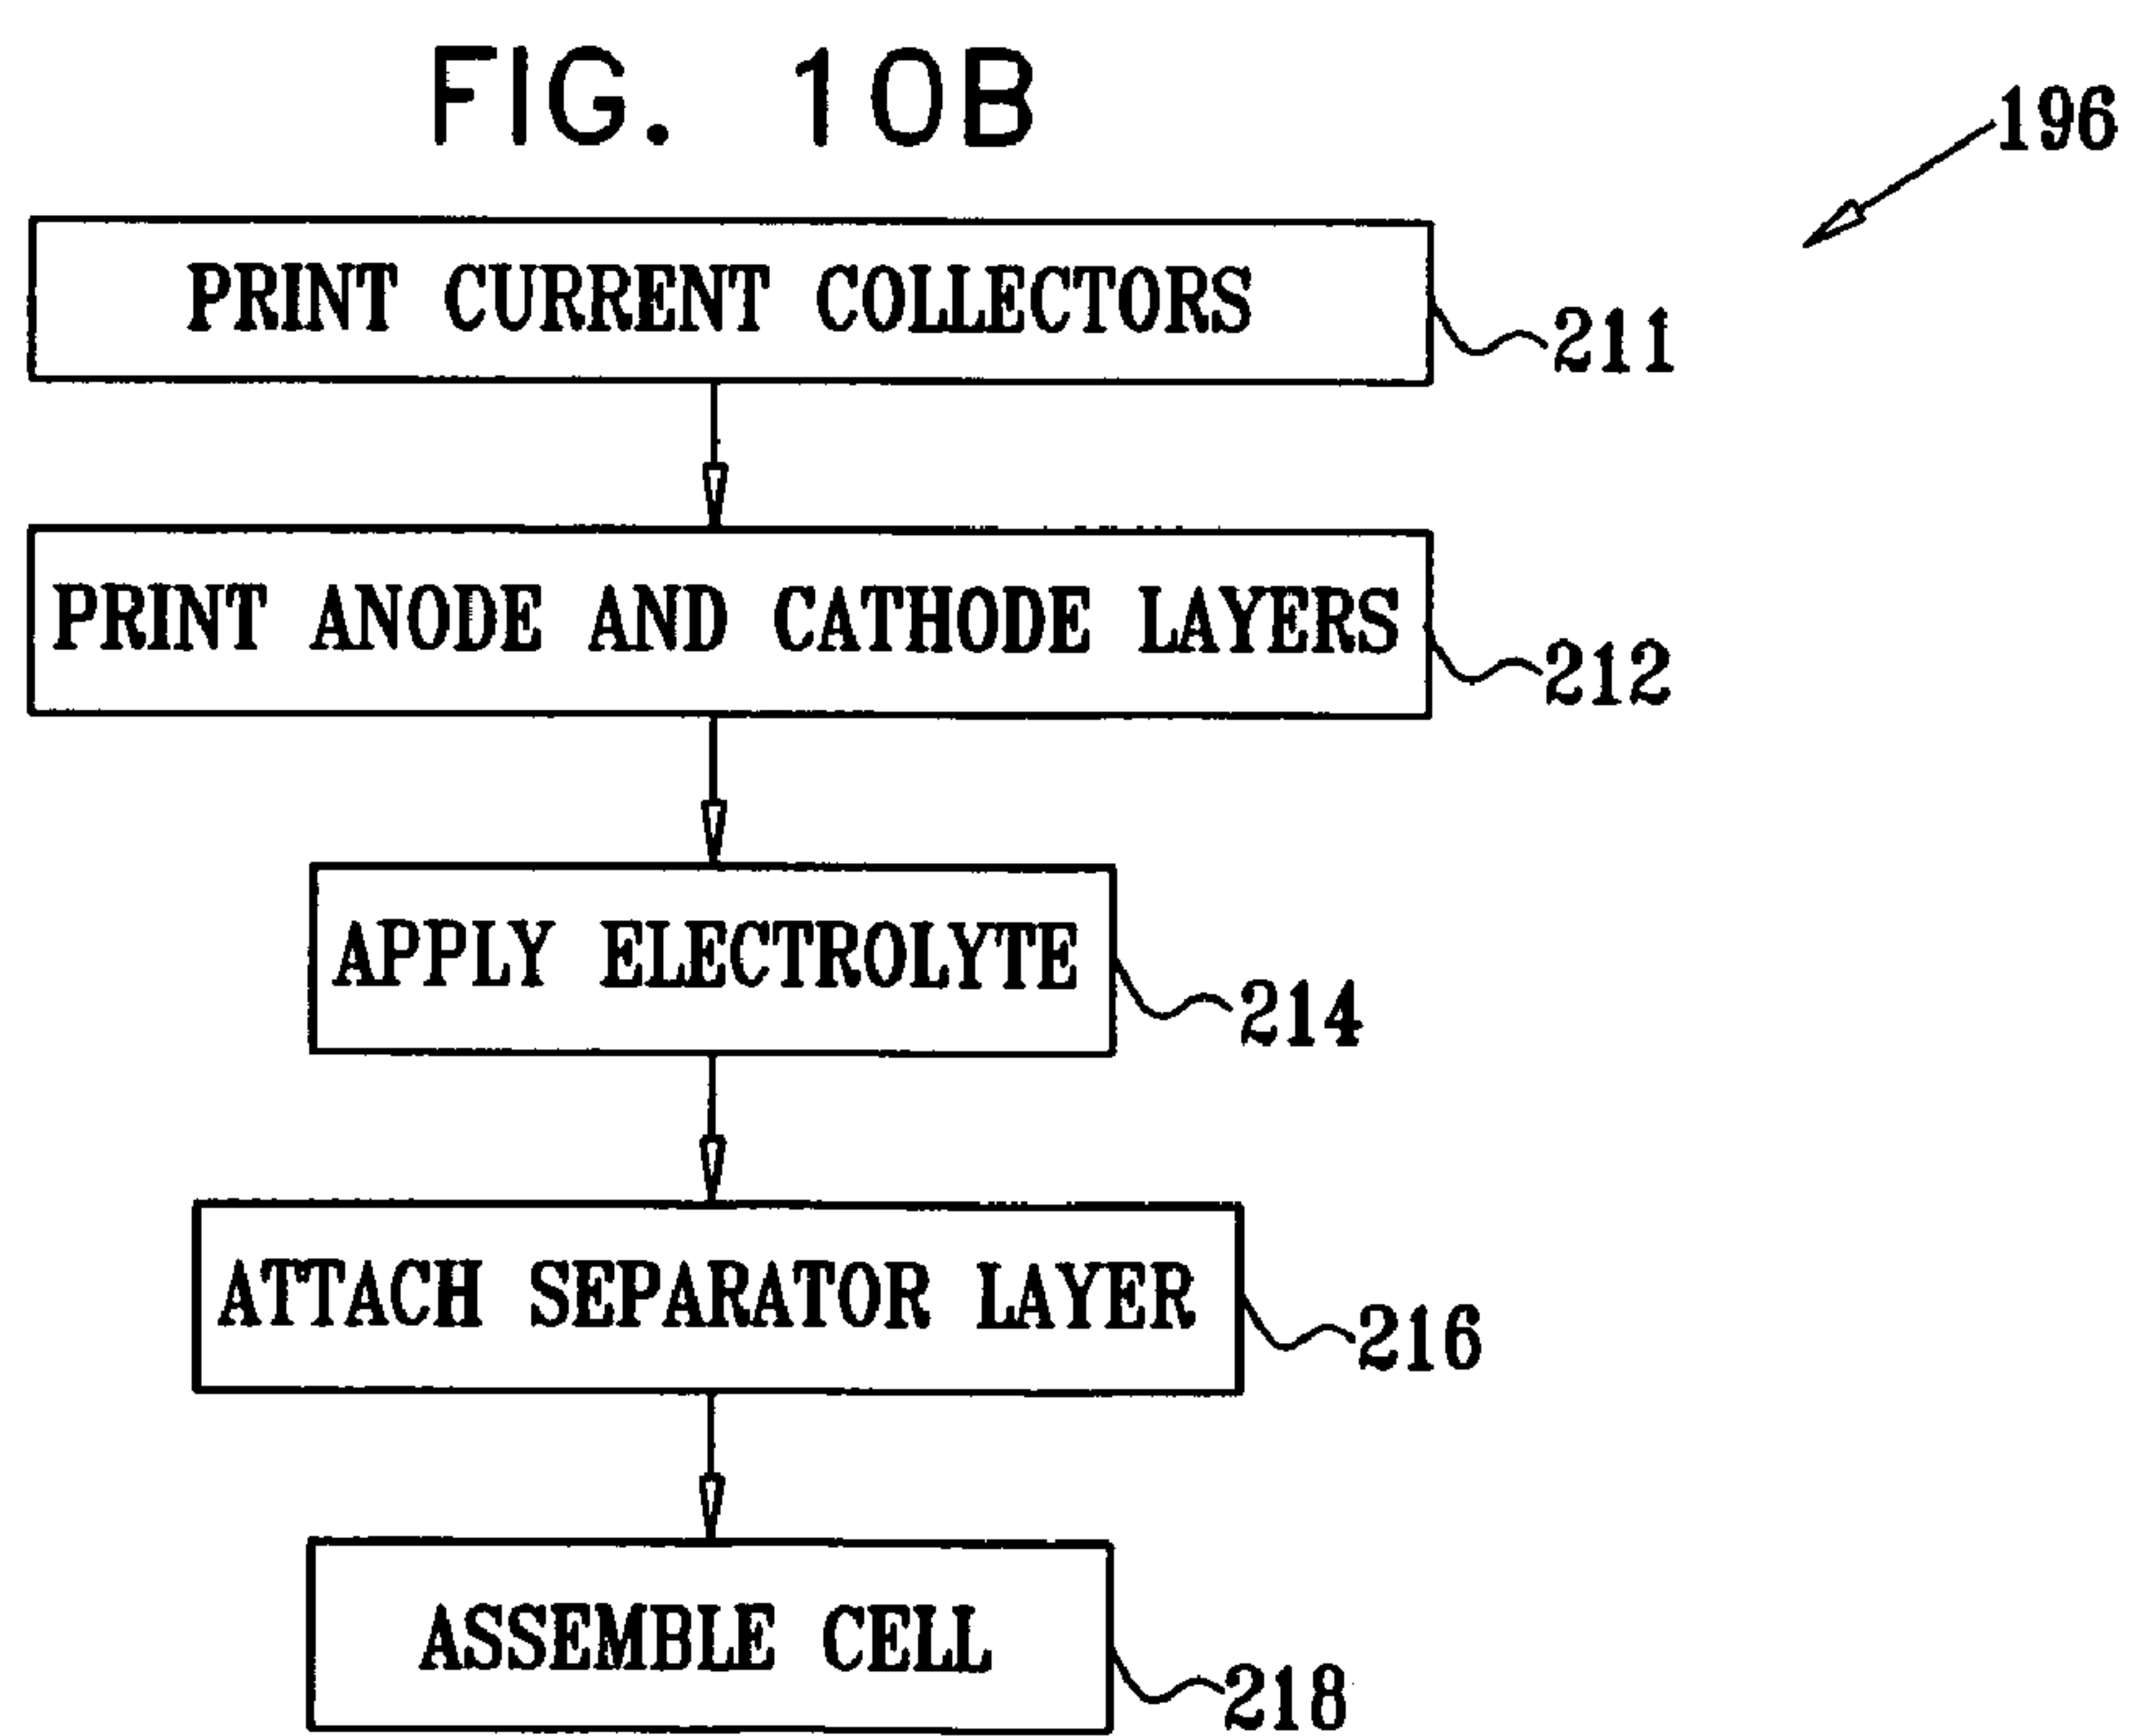 FIG. 10B
196
PRINT CURRENT COLLECTORS
211
PRINT ANODE AND CATHODE LAYERS
212
APPLY ELECTROLYTE
214
ATTACH SEPARATOR LAYER
216
ASSEMBLE CELL
218